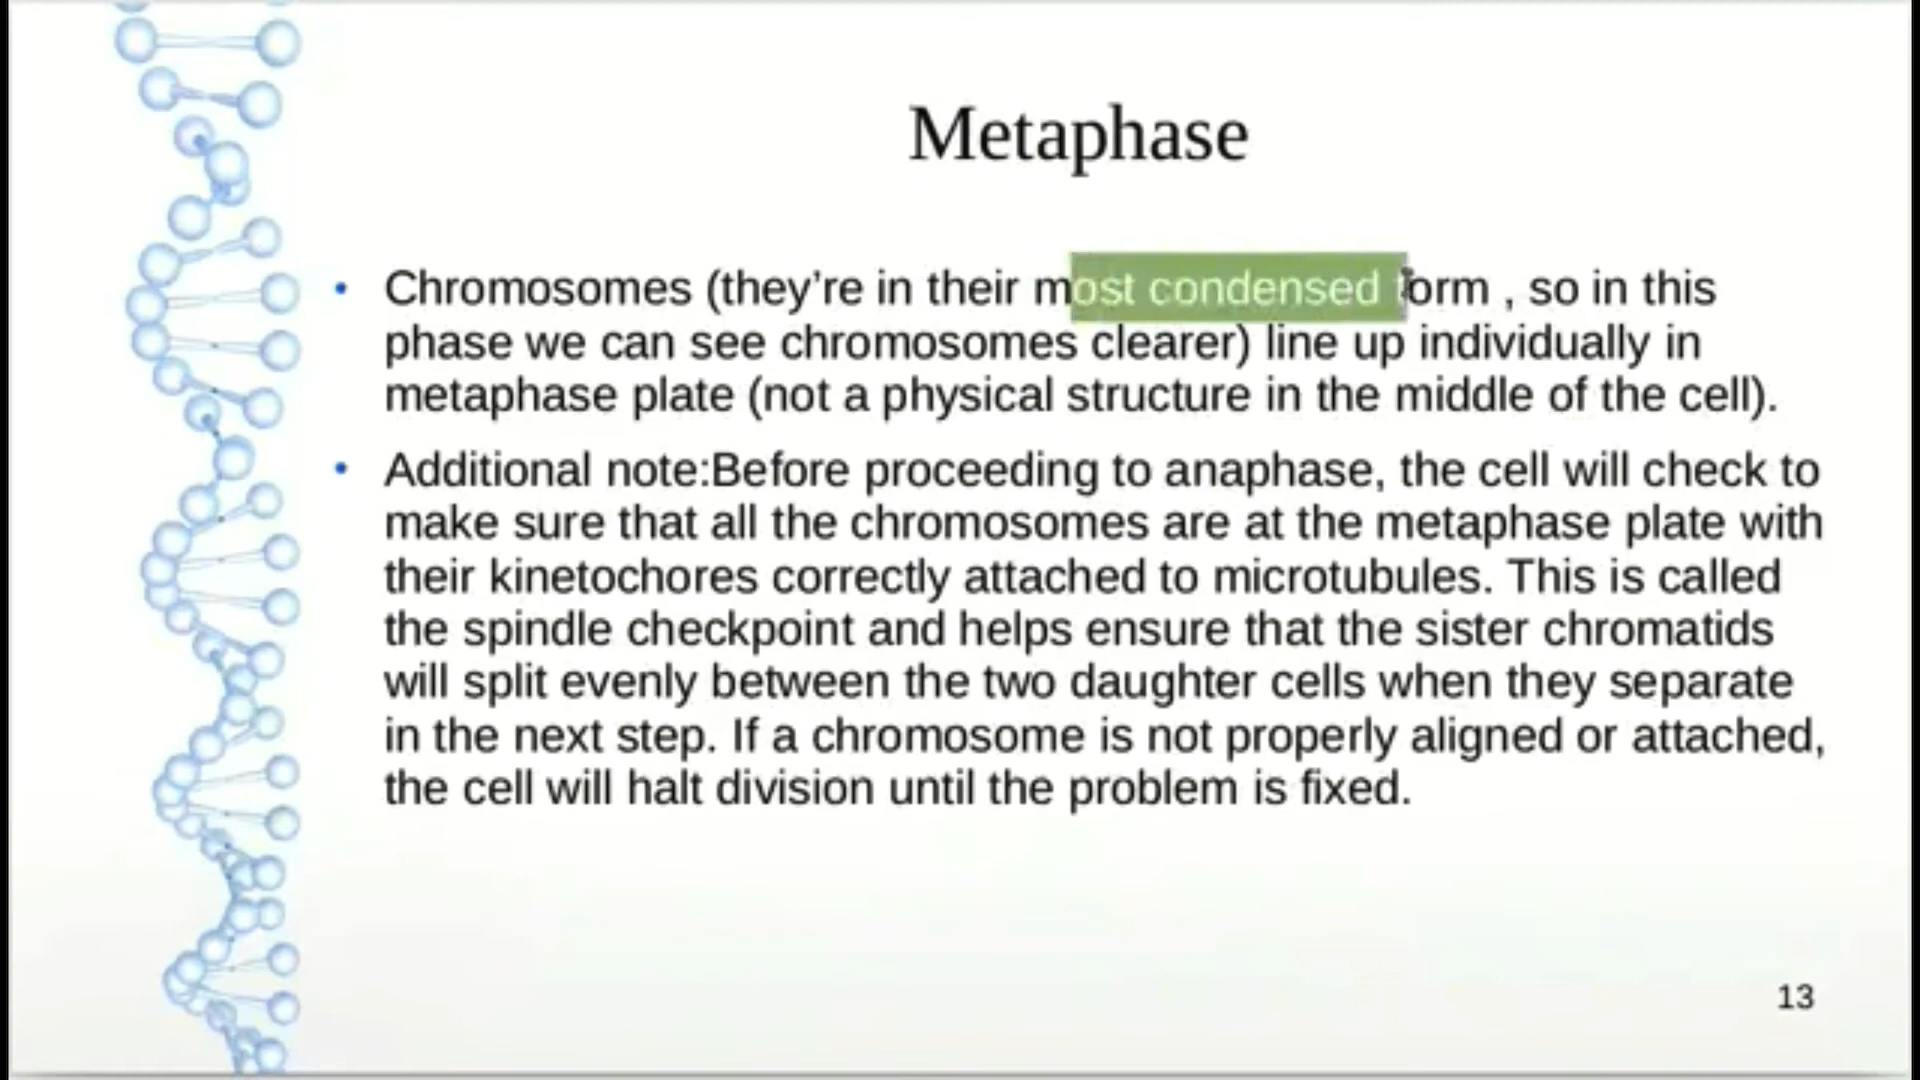 Metaphase
• Chromosomes (they're in their most condensed form , so in this
phase we can see chromosomes clearer) line up individually in
metaphase plate (not a physical structure in the middle of the cell).
• Additional note:Before proceeding to anaphase, the cell will check to
make sure that all the chromosomes are at the metaphase plate with
their kinetochores correctly attached to microtubules. This is called
the spindle checkpoint and helps ensure that the sister chromatids
will split evenly between the two daughter cells when they separate
in the next step. If a chromosome is not properly aligned or attached,
the cell will halt division until the problem is fixed.
13